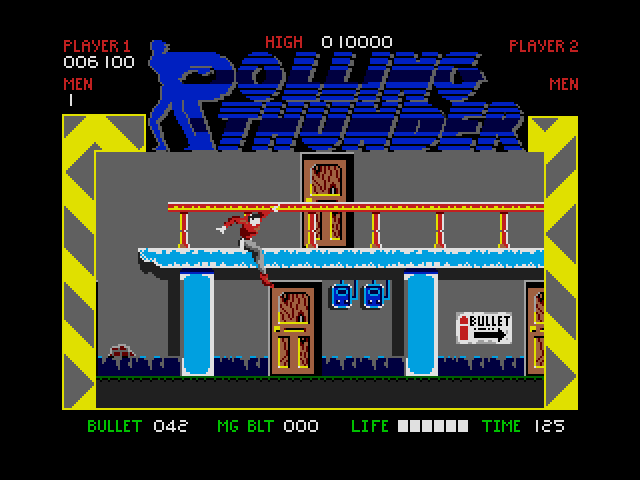 PLAYER 1 HIGH 010000 PLAYER 2
006100
MEN MEN
1
ROLLING
THUNDER
BULLET
BULLET 042 MG BLT 000 LIFE TIME 125